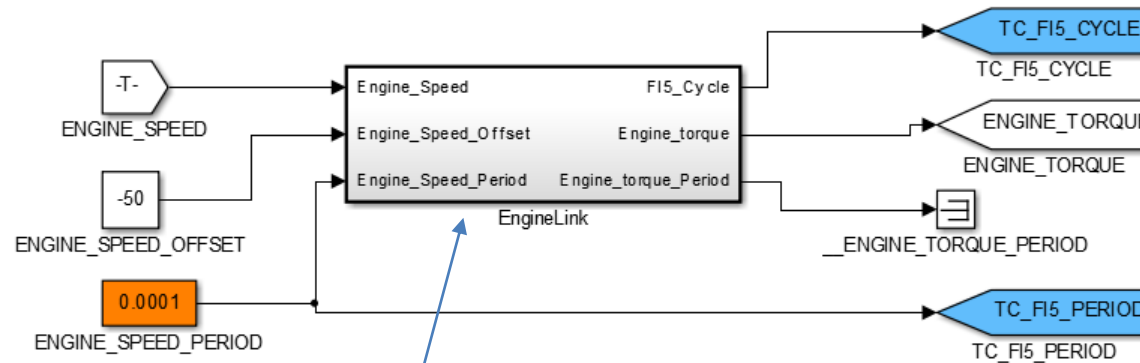 TC_FI5_CYCLE
TC_FI5_CYCLE
-T-
ENGINE_SPEED
Engine_Speed
FI5_Cycle
Engine_Speed_Offset
Engine_torque
Engine_Speed_Period
Engine_torque_Period
EngineLink
ENGINE_TORQU
ENGINE_TORQUE
-50
ENGINE_SPEED_OFFSET
__ENGINE_TORQUE_PERIOD
0.0001
ENGINE_SPEED_PERIOD
TC_FI5_PERIOD
TC_FI5_PERIOD